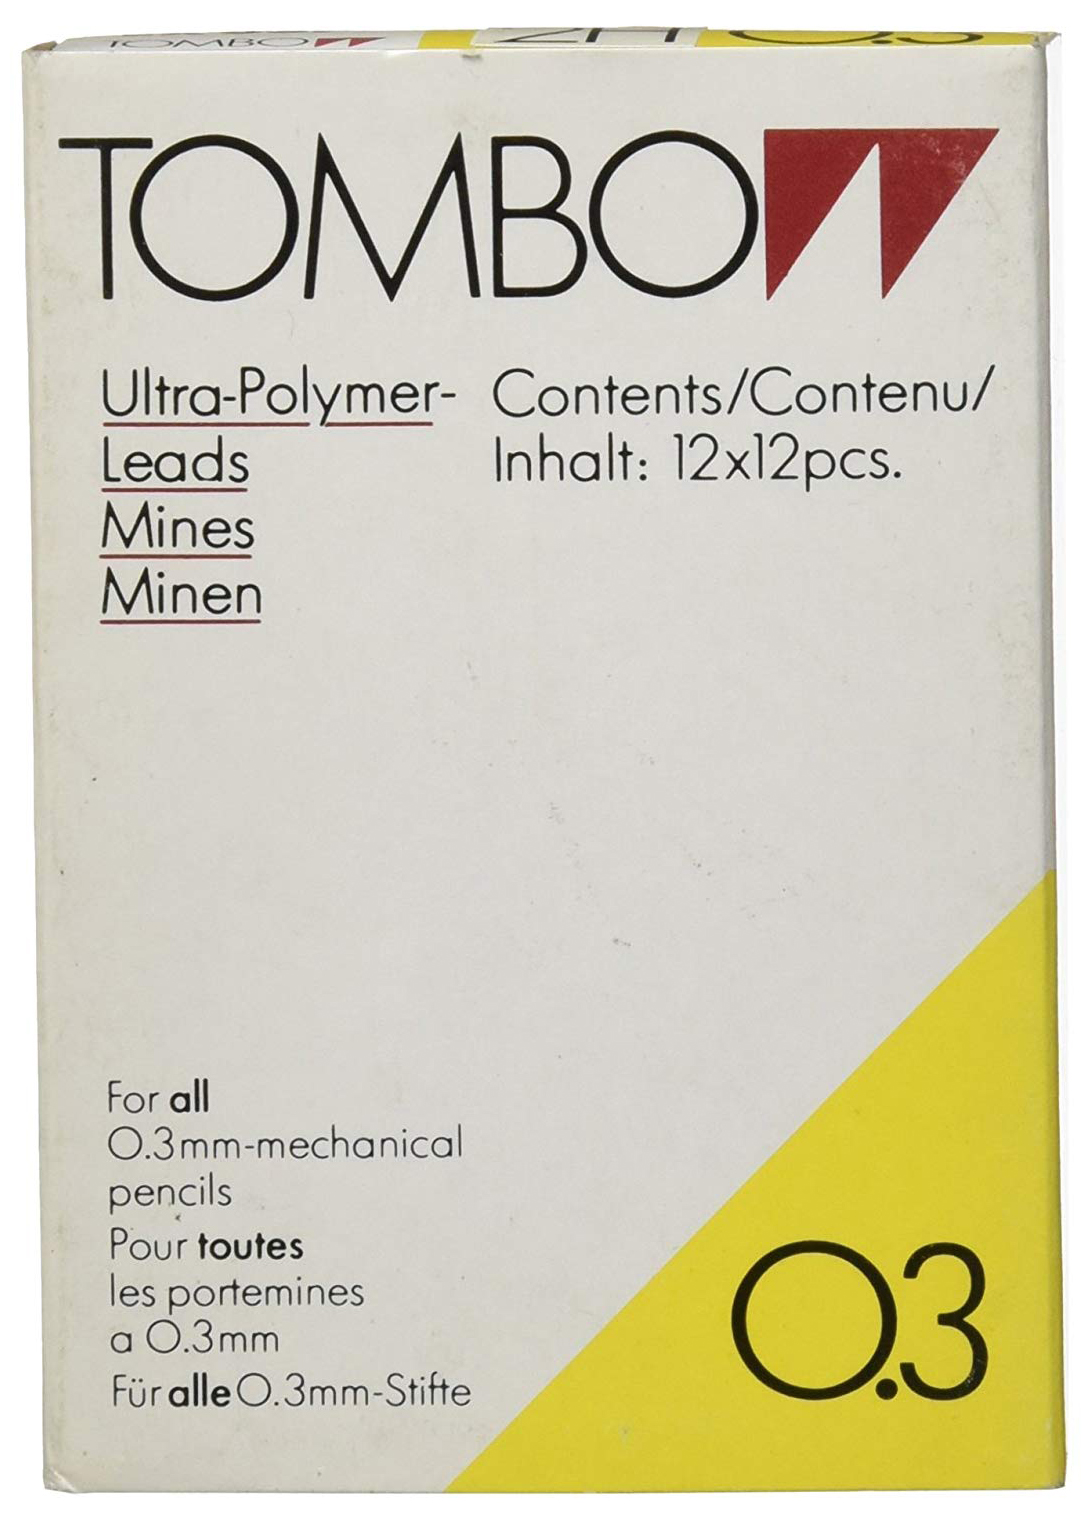 TOMBOW
2H 0.3
TOMBOW
Ultra-Polymer-
Leads
Mines
Minen
Contents/Contenu/
Inhalt: 12x12pcs.
For all
0.3mm-mechanical
pencils
Pour toutes
les portemines
a 0.3mm
Für alle 0.3mm-Stifte
0.3